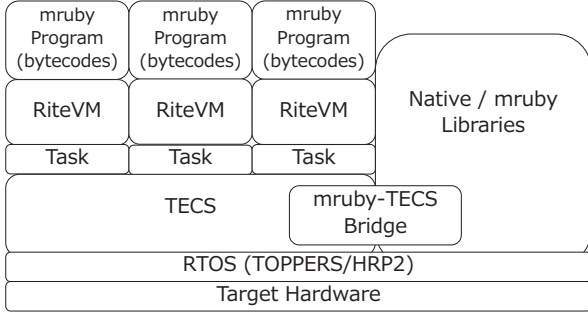 mruby
Program
(bytecodes)
mruby
Program
(bytecodes)
mruby
Program
(bytecodes)
RiteVM
RiteVM
RiteVM
Native / mruby
Libraries
Task
Task
Task
TECS
mruby-TECS
Bridge
RTOS (TOPPERS/HRP2)
Target Hardware